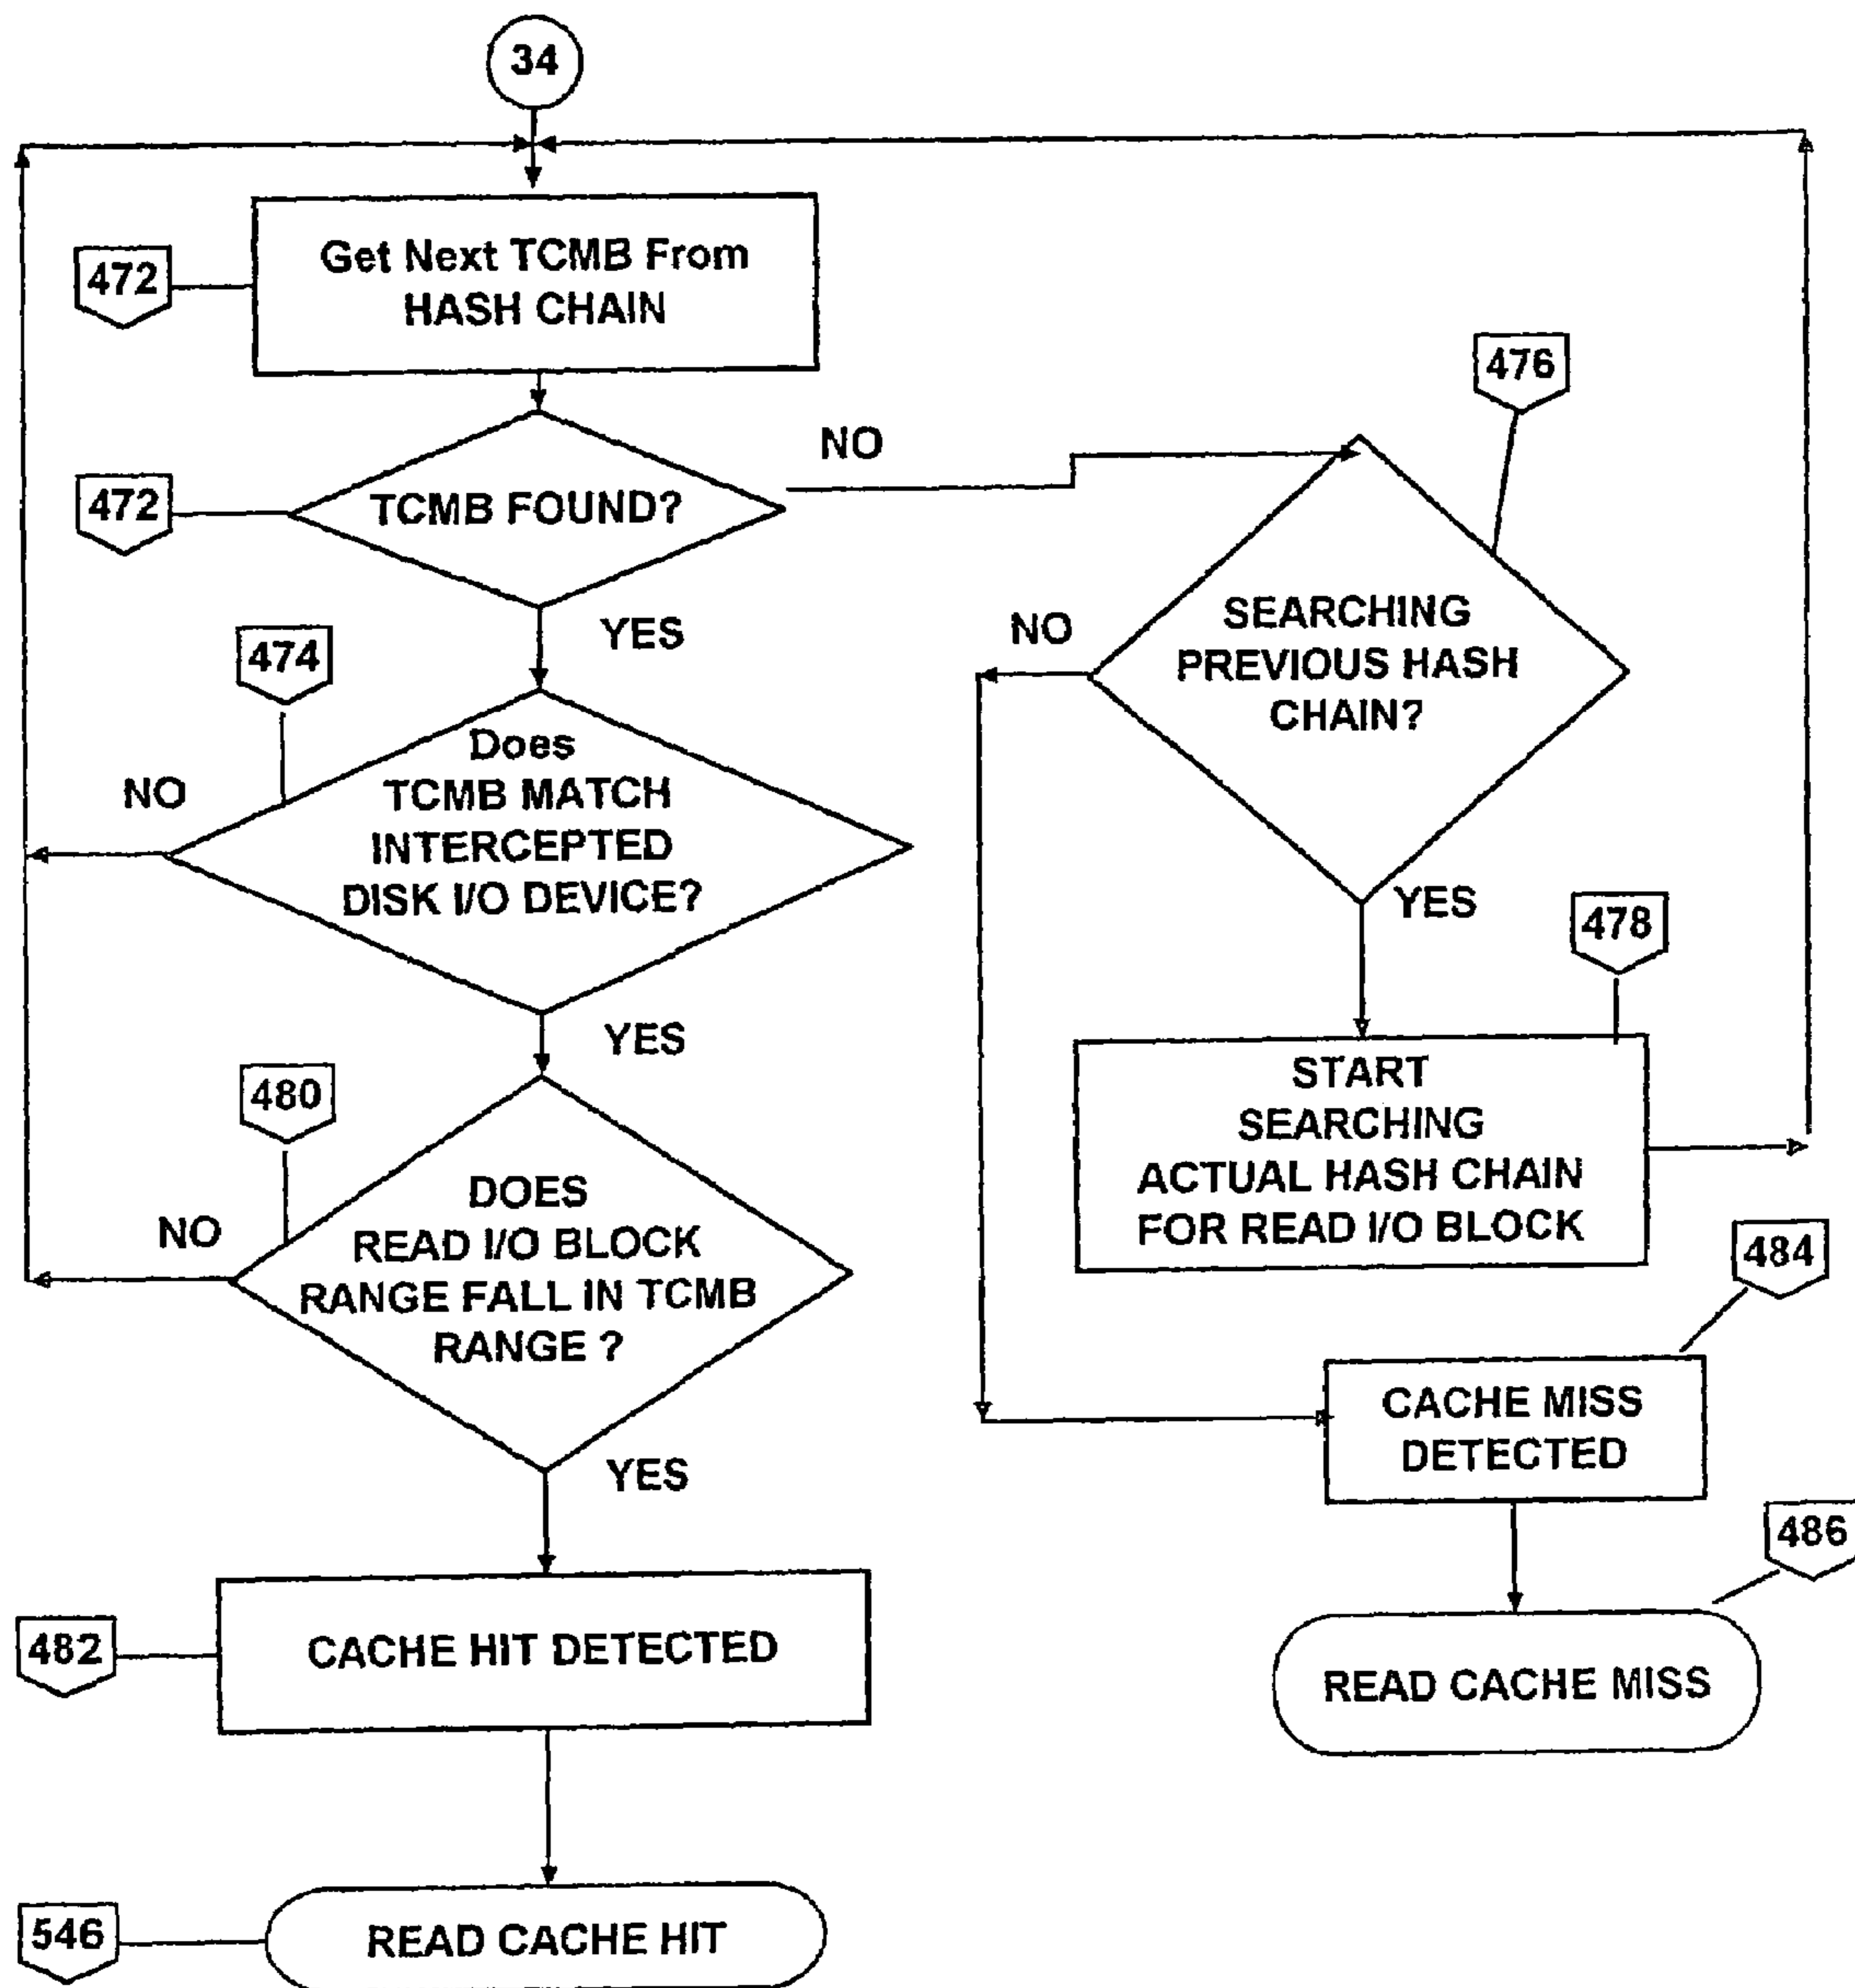 34
472
Get Next TCMB From
HASH CHAIN
472
TCMB FOUND?
NO
YES
476
SEARCHING
PREVIOUS HASH
CHAIN?
NO
YES
474
Does
TCMB MATCH
INTERCEPTED
DISK I/O DEVICE?
NO
YES
478
START
SEARCHING
ACTUAL HASH CHAIN
FOR READ I/O BLOCK
480
DOES
READ I/O BLOCK
RANGE FALL IN TCMB
RANGE ?
NO
YES
484
CACHE MISS
DETECTED
482
CACHE HIT DETECTED
486
READ CACHE MISS
546
READ CACHE HIT